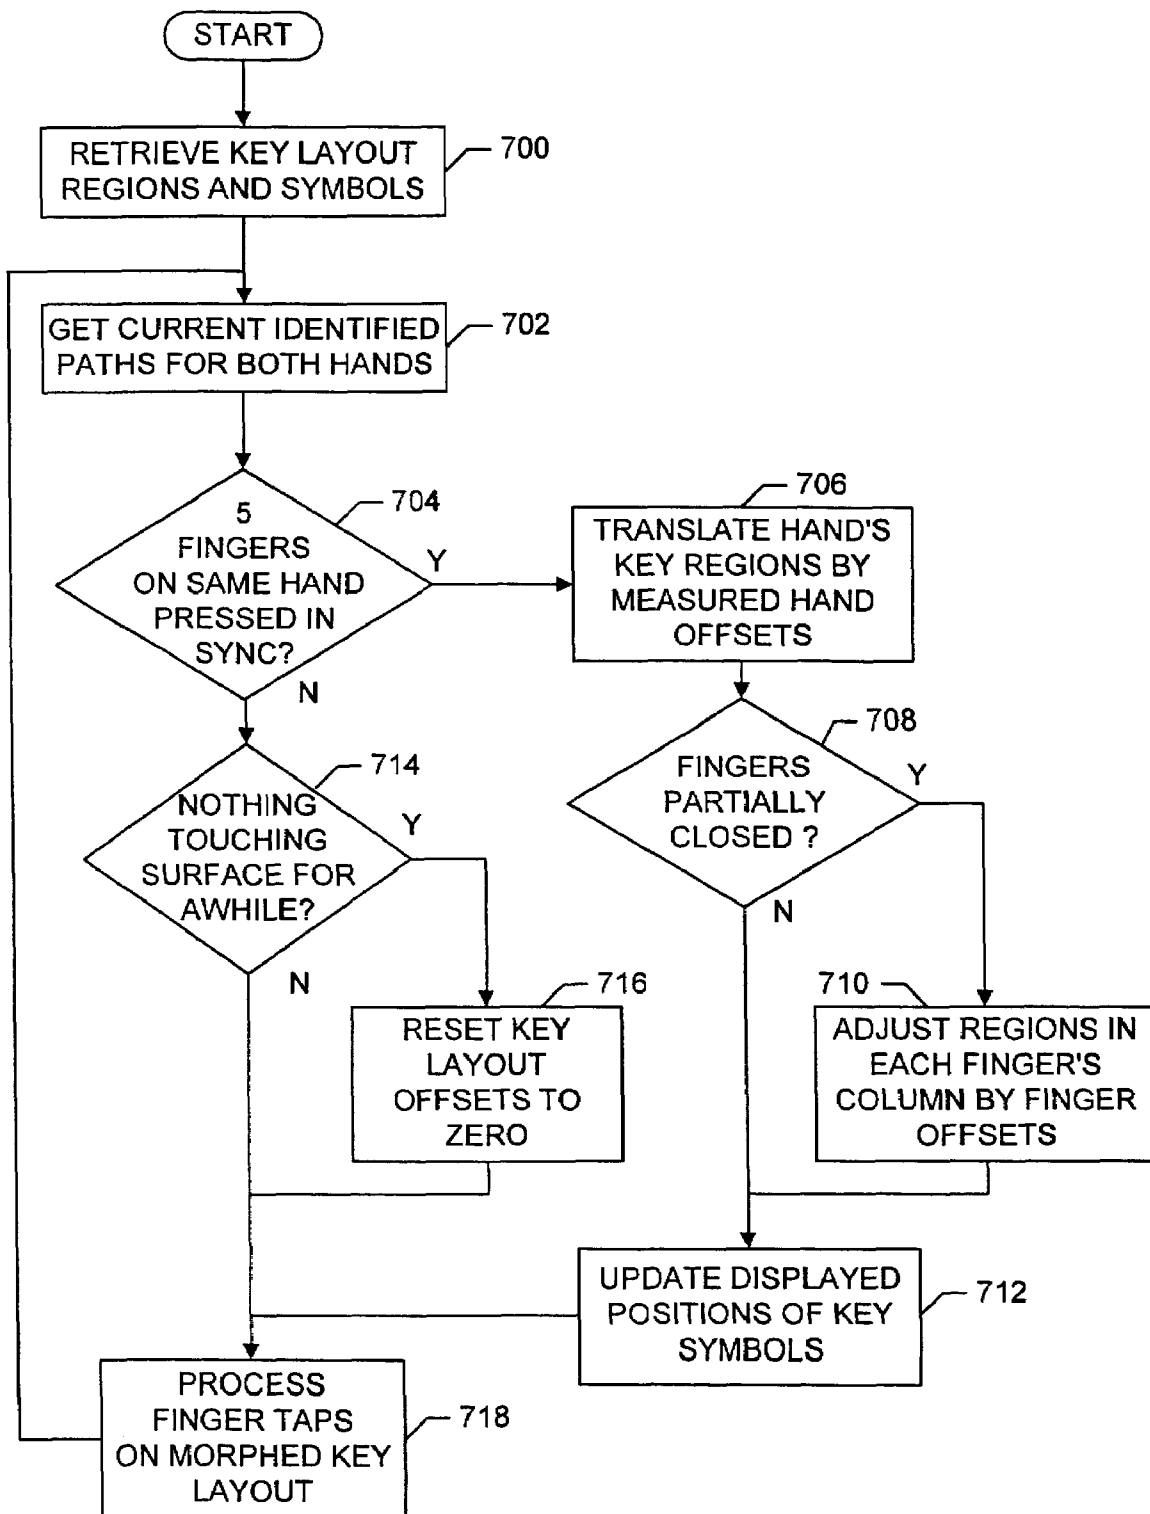 START
RETRIEVE KEY LAYOUT
REGIONS AND SYMBOLS
700
GET CURRENT IDENTIFIED
PATHS FOR BOTH HANDS
702
5
FINGERS
ON SAME HAND
PRESSED IN
SYNC?
704
Y
N
706
TRANSLATE HAND'S
KEY REGIONS BY
MEASURED HAND
OFFSETS
708
FINGERS
PARTIALLY
CLOSED ?
Y
N
714
NOTHING
TOUCHING
SURFACE FOR
AWHILE?
Y
N
716
RESET KEY
LAYOUT
OFFSETS TO
ZERO
710
ADJUST REGIONS IN
EACH FINGER'S
COLUMN BY FINGER
OFFSETS
UPDATE DISPLAYED
POSITIONS OF KEY
SYMBOLS
712
PROCESS
FINGER TAPS
ON MORPHED KEY
LAYOUT
718